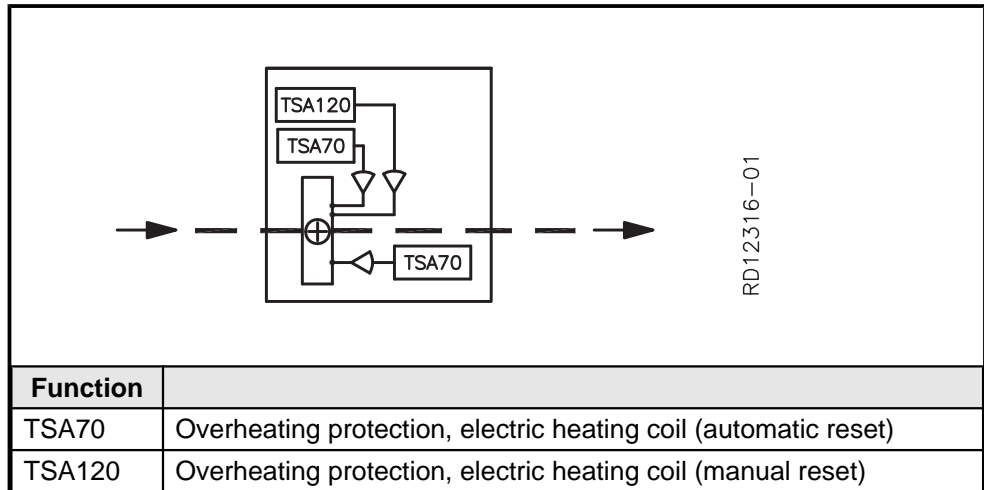 TSA120
TSA70
TSA70
RD12316-01
Function
TSA70 Overheating protection, electric heating coil (automatic reset)
TSA120 Overheating protection, electric heating coil (manual reset)